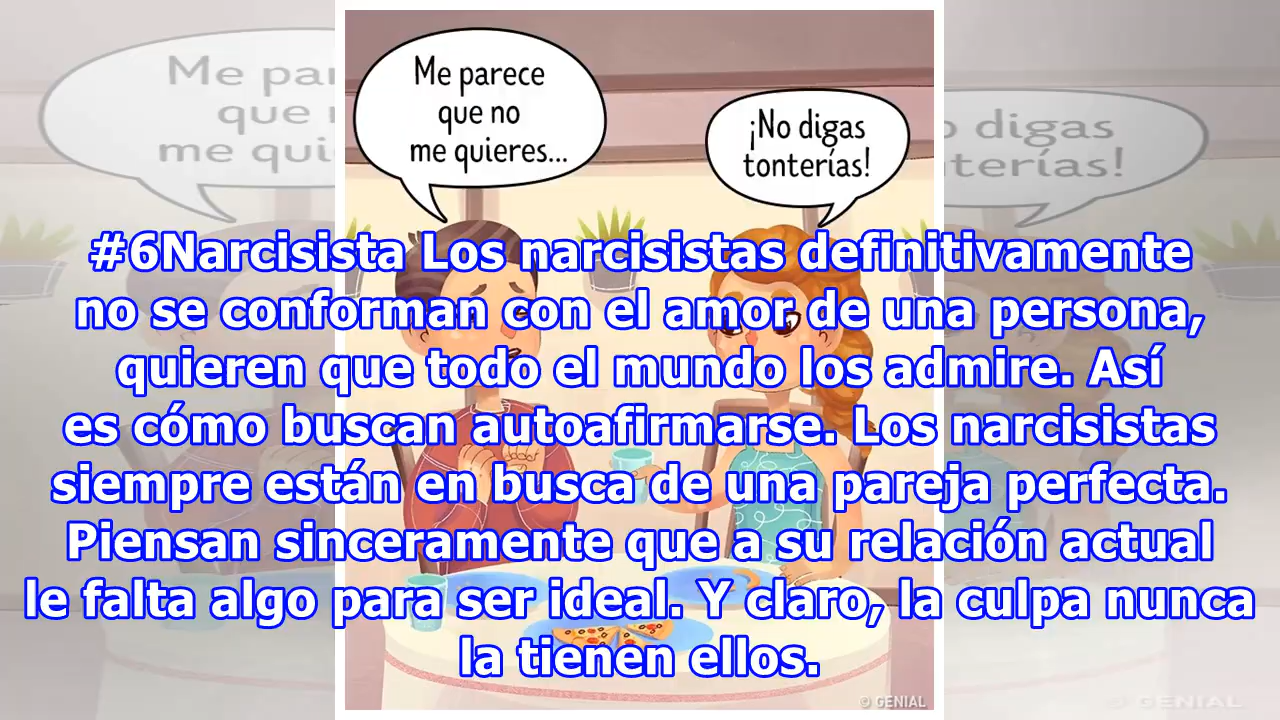 Me parece
que no
me quieres...
¡No digas
tonterías!
#6Narcisista Los narcisistas definitivamente
no se conforman con el amor de una persona,
quieren que todo el mundo los admire. Así
es cómo buscan autoafirmarse. Los narcisistas
siempre están en busca de una pareja perfecta.
Piensan sinceramente que a su relación actual
le falta algo para ser ideal. Y claro, la culpa nunca
la tienen ellos.
© GENIAL